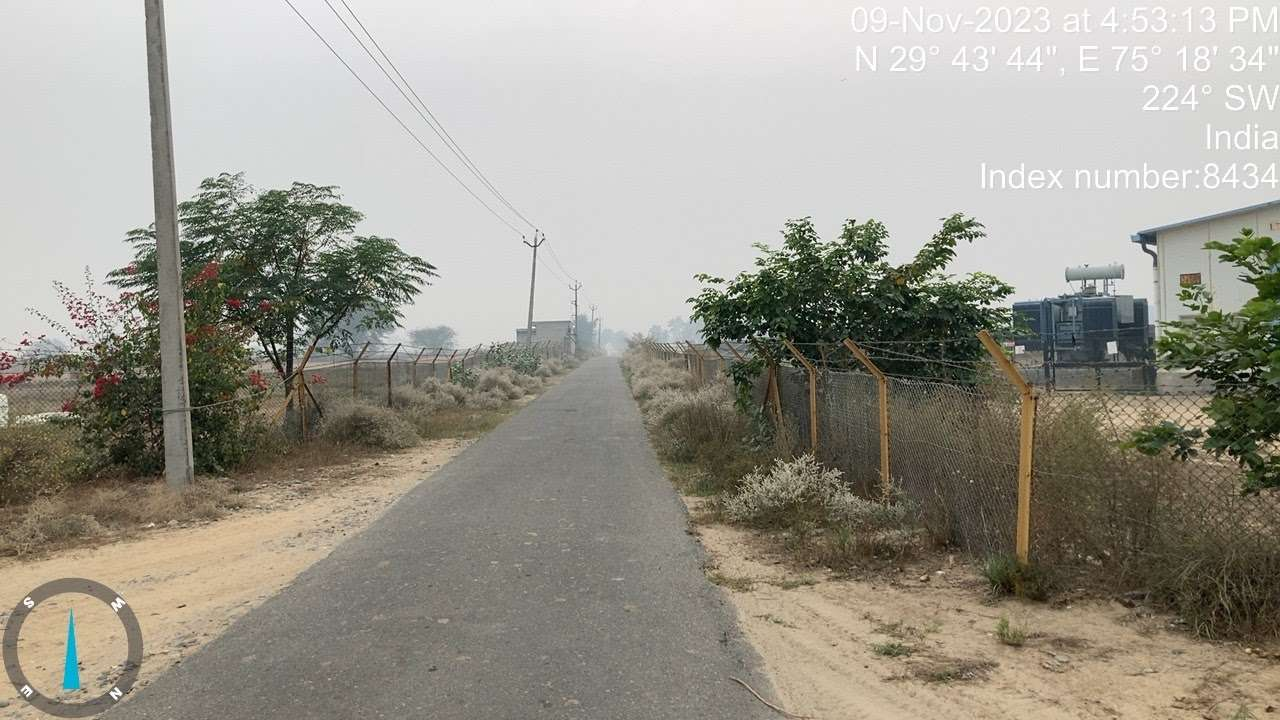 09-Nov-2023 at 4:53:13 PM
N 29° 43' 44", E 75° 18' 34"
224° SW
India
Index number:8434
S
W
E
N